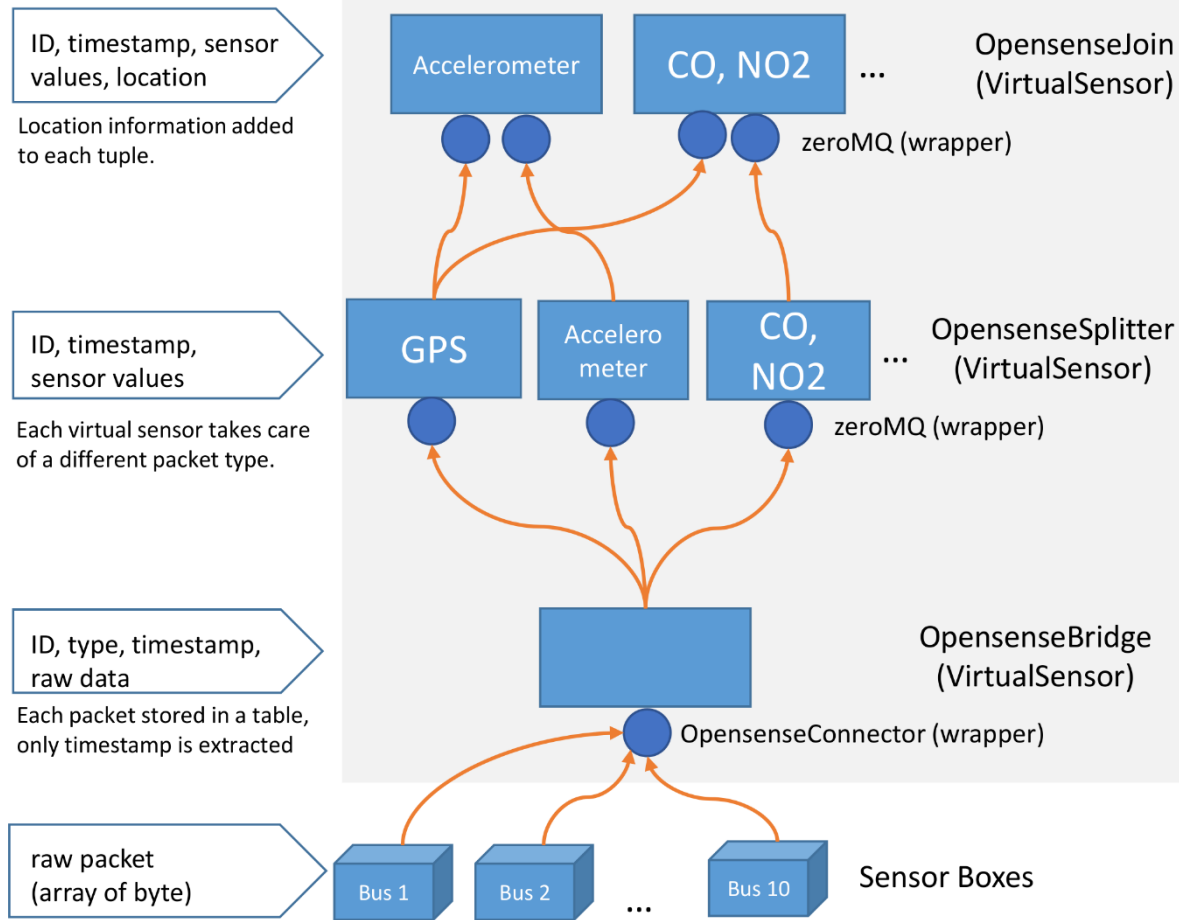 ID, timestamp, sensor
values, location
Location information added
to each tuple.
Accelerometer
CO, NO2
...
OpensenseJoin
(VirtualSensor)
zeroMQ (wrapper)
ID, timestamp,
sensor values
Each virtual sensor takes care
of a different packet type.
GPS
Accelero
meter
CO,
NO2
...
OpensenseSplitter
(VirtualSensor)
zeroMQ (wrapper)
ID, type, timestamp,
raw data
Each packet stored in a table,
only timestamp is extracted
OpensenseBridge
(VirtualSensor)
OpensenseConnector (wrapper)
raw packet
(array of byte)
Bus 1
Bus 2
...
Bus 10
Sensor Boxes